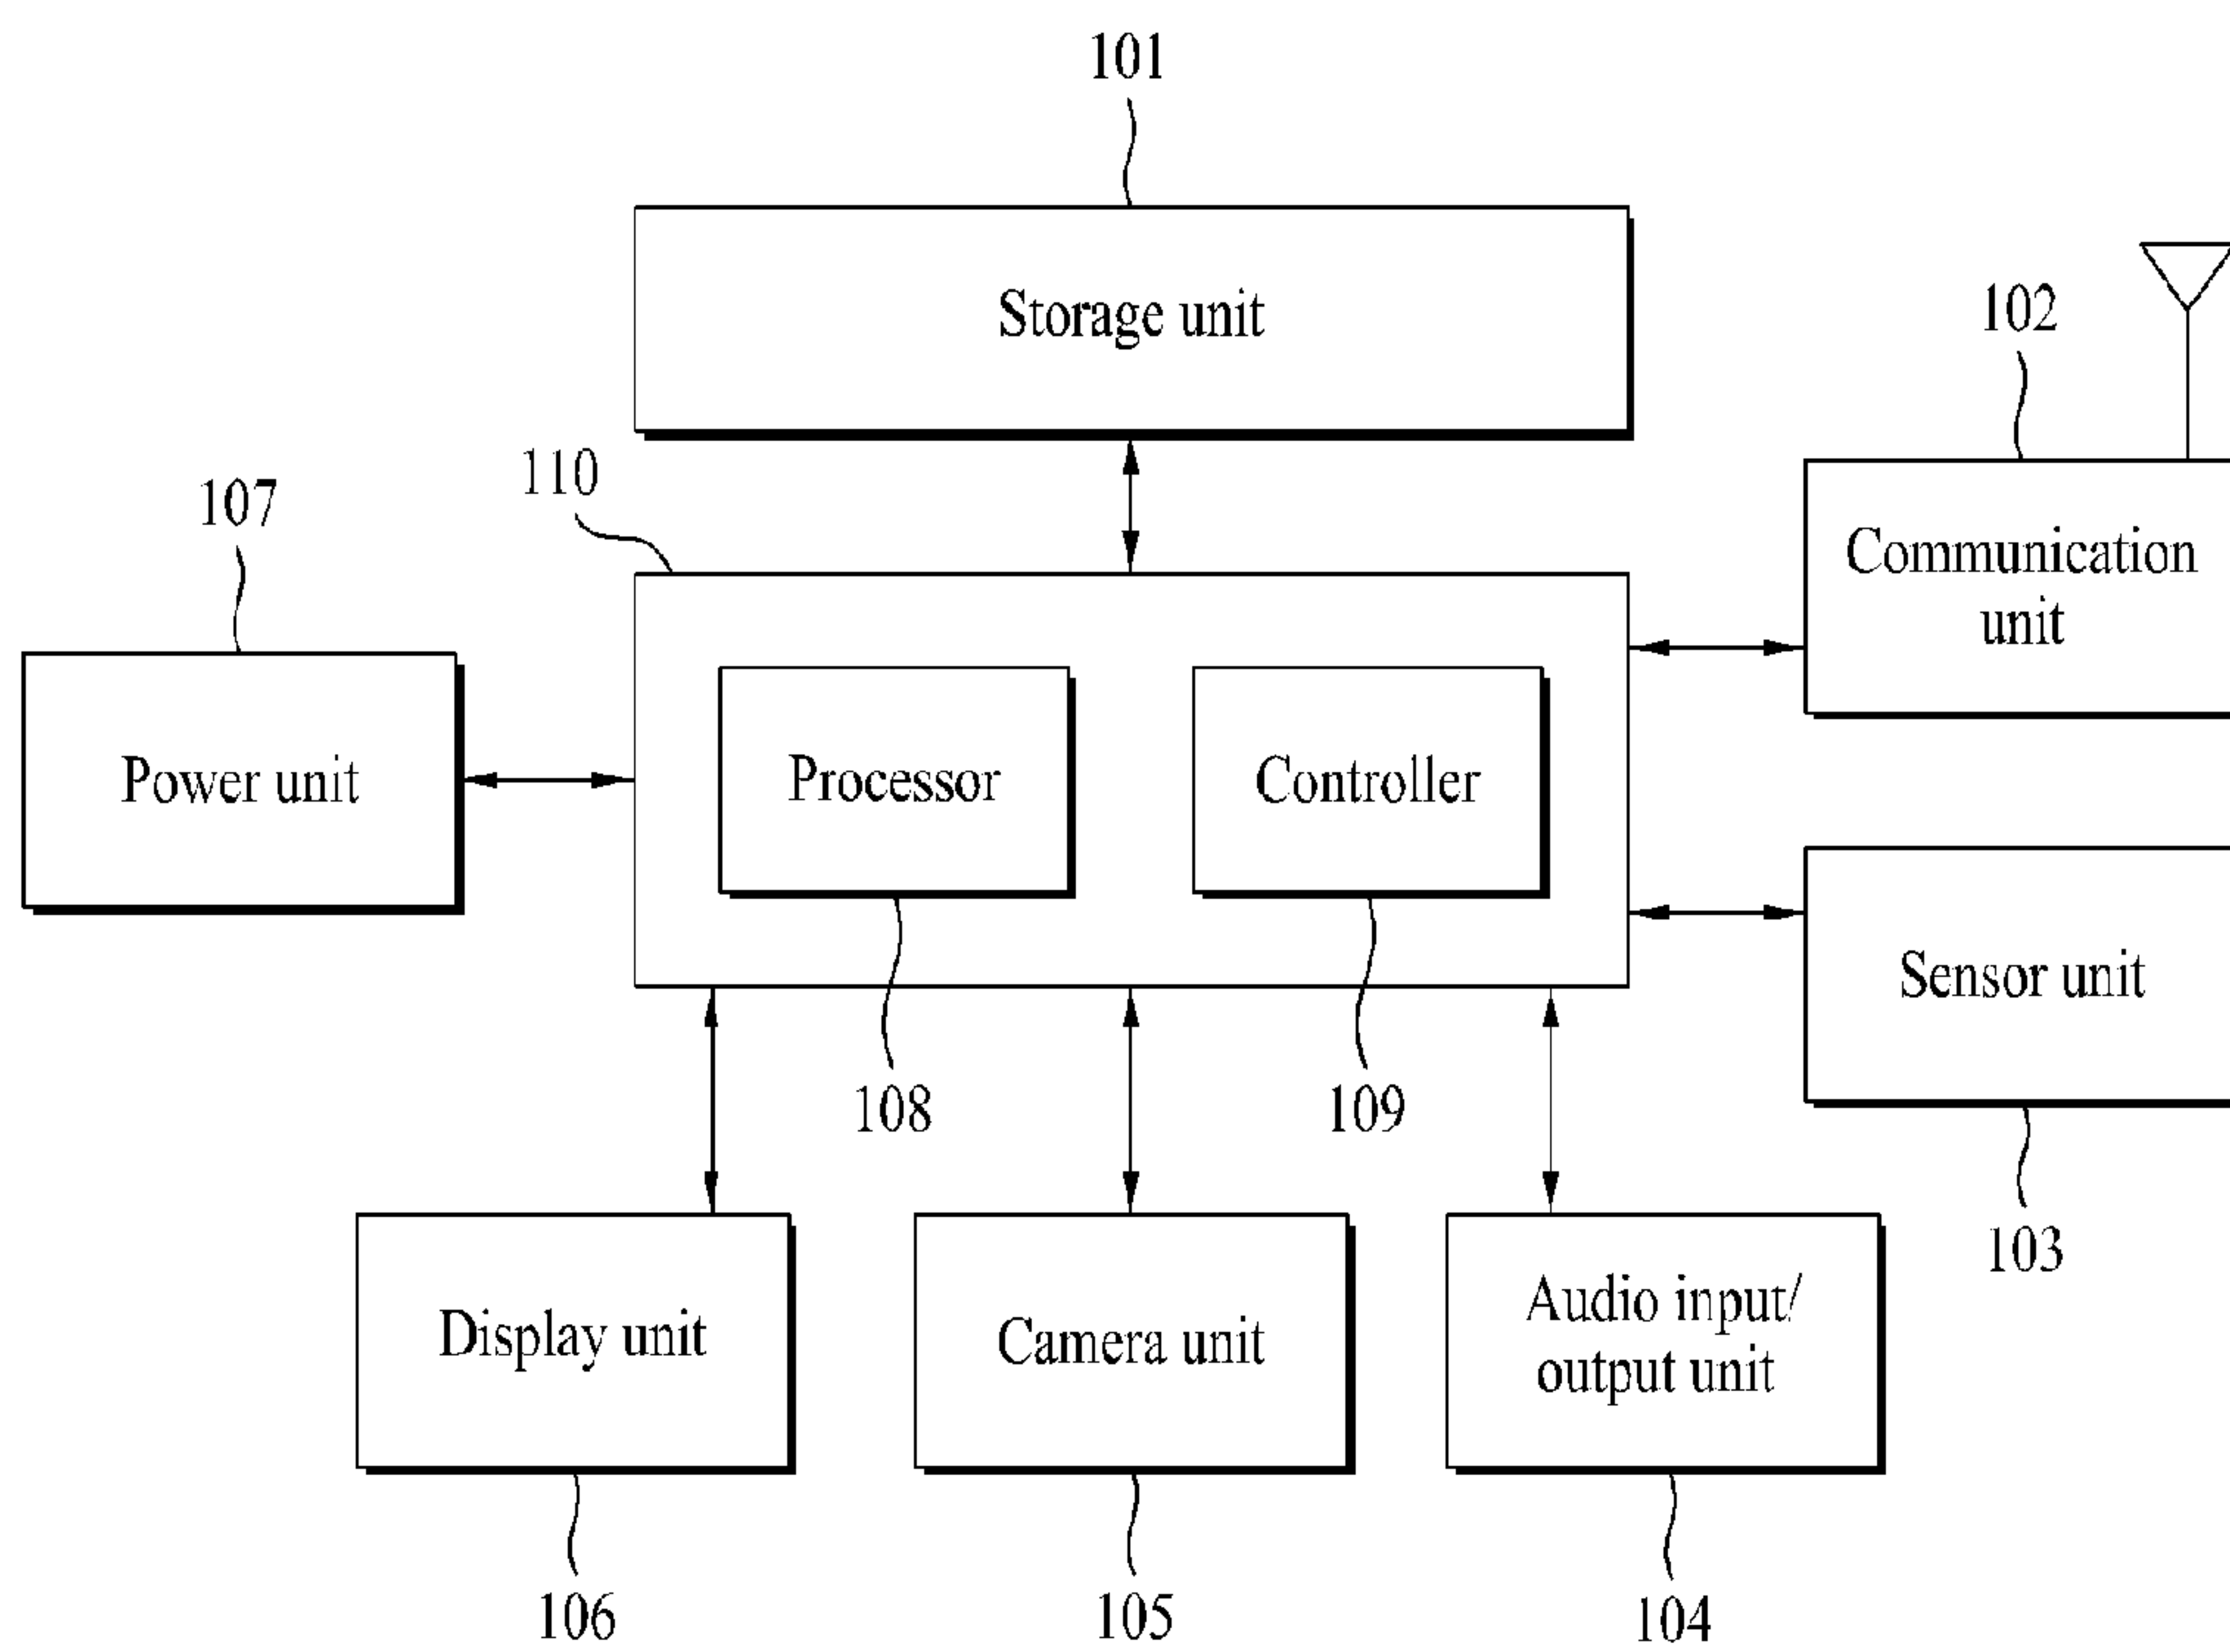 101
Storage unit
102
110
107
Communication
unit
Power unit
Processor
Controller
Sensor unit
108
109
103
Display unit
Camera unit
Audio input/
output unit
106
105
104